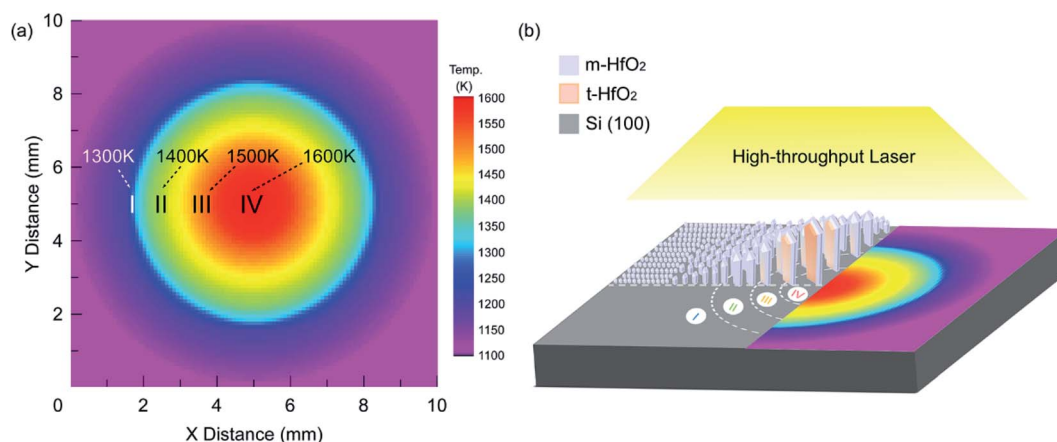 (a)
10
8
6
4
2
0
2
4
6
8
10
Y Distance (mm)
X Distance (mm)
1300K
1400K
1500K
1600K
I
II
III
IV
Temp.
(K)
1600
1550
1500
1450
1400
1350
1300
1250
1200
1150
1100
(b)
m-HfO₂
t-HfO₂
Si (100)
High-throughput Laser
I
II
III
IV